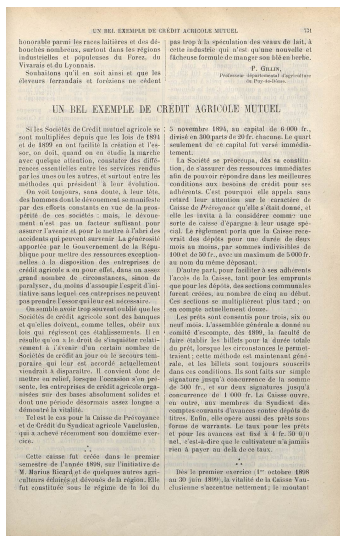 UN BEL EXEMPLE DE CRÉDIT AGRICOLE MUTUEL 751
honorable parmi les races laitières et des dé-
bouchés nombreux, surtout dans les régions
industrielles et populeuses du Forez, du
Vivarais et du Lyonnais.
Souhaitons qu'il en soit ainsi et que les
éleveurs ferrandais et foréziens ne cèdent
pas trop à la spéculation des veaux de lait, à
cette industrie qui n'est qu'une nouvelle et
fâcheuse formule de manger son blé en herbe.
P. GILLIN,
Professeur départemental d'agriculture
du Puy-de-Dôme.
UN BEL EXEMPLE DE CRÉDIT AGRICOLE MUTUEL
Si les Sociétés de Crédit mutuel agricole se
sont multipliées depuis que les lois de 1894
et de 1899 en ont facilité la création et l'es-
sor, on doit, quand on en étudie la marche
avec quelque attention, constater des diffé-
rences essentielles entre les services rendus
par les unes ou les autres, et surtout entre les
méthodes qui président à leur évolution.
On voit toujours, sans doute, à leur tête,
des hommes dont le dévouement se manifeste
par des efforts constants en vue de la pros-
périté de ces sociétés; mais, le dévoue-
ment n'est pas un facteur suffisant pour
assurer l'avenir et pour le mettre à l'abri des
accidents qui peuvent survenir. La générosité
apportée par le Gouvernement de la Répu-
blique pour mettre des ressources exception-
nelles à la disposition des entreprises de
crédit agricole a eu pour effet, dans un assez
grand nombre de circonstances, sinon de
paralyser, du moins d'assoupir l'esprit d'ini-
tiative sans lequel ces entreprises ne peuvent
pas prendre l'essor qui leur est nécessaire.
On semble avoir trop souvent oublié que les
Sociétés de crédit agricole sont des banques
et qu'elles doivent, comme telles, obéir aux
lois qui régissent ces établissements. Il en
résulte qu'on a le droit de s'inquiéter relati-
vement à l'avenir d'un certain nombre de
Sociétés de crédit au jour où le secours tem-
poraire qui leur est accordé actuellement
viendrait à disparaître. Il convient donc de
mettre en relief, lorsque l'occasion s'en pré-
sente, les entreprises de crédit agricole orga-
nisées sur des bases absolument solides et
dont une période désormais assez longue a
démontré la vitalité.
Tel est le cas pour la Caisse de Prévoyance
et de Crédit du Syndicat agricole Vauclusien,
qui a achevé récemment son douzième exer-
cice.
Cette caisse fut créée dans le premier
semestre de l'année 1898, sur l'initiative de
M. Marius Ricard et de quelques autres agri-
culteurs éclairés et dévoués de la région. Elle
fut constituée sous le régime de la loi du
5 novembre 1894, au capital de 6 000 fr.,
divisé en 300 parts de 20 fr. chacune. Le quart
seulement de ce capital fut versé immédia-
tement.
La Société se préoccupa, dès sa constitu-
tion, de s'assurer des ressources immédiates
afin de pouvoir répondre dans les meilleures
conditions aux besoins de crédit pour ses
adhérents. C'est pourquoi elle appela sans
retard leur attention sur le caractère de
Caisse de Prévoyance qu'elle s'était donné, et
elle les invita à la considérer comme une
sorte de caisse d'épargne à leur usage spé-
cial. Le règlement porta que la Caisse rece-
vrait des dépôts pour une durée de deux
mois au moins, par sommes indivisibles de
100 et de 50 fr., avec un maximum de 5 000 fr.
au nom du même déposant.
D'autre part, pour faciliter à ses adhérents
l'accès de la Caisse, tant pour les emprunts
que pour les dépôts, des sections communales
furent créées, au nombre de cinq au début.
Ces sections se multiplièrent plus tard; on
en compte actuellement douze.
Les prêts sont consentis pour trois, six ou
neuf mois. L'assemblée générale a donné au
comité d'escompte, dès 1899, la faculté de
faire établir les billets pour la durée totale
du prêt, lorsque les circonstances le permet-
traient; cette méthode est maintenant géné-
rale, et les billets sont toujours souscrits
dans ces conditions. Ils sont faits sur simple
signature jusqu'à concurrence de la somme
de 500 fr., et sur deux signatures jusqu'à
concurrence de 1 000 fr. La Caisse ouvre,
en outre, aux membres du Syndicat des
comptes courants d'avances contre dépôts de
titres. Enfin, elle opère aussi des prêts sous
forme de warrants. Le taux pour les prêts
et pour les avances est fixé à 4 fr. 50 0/0
net, c'est-à-dire que le cultivateur n'a jamais
rien à payer au delà de ce taux.
Dès le premier exercice (1er octobre 1898
au 30 juin 1899), la vitalité de la Caisse Vau-
clusienne s'accentue nettement; le montant